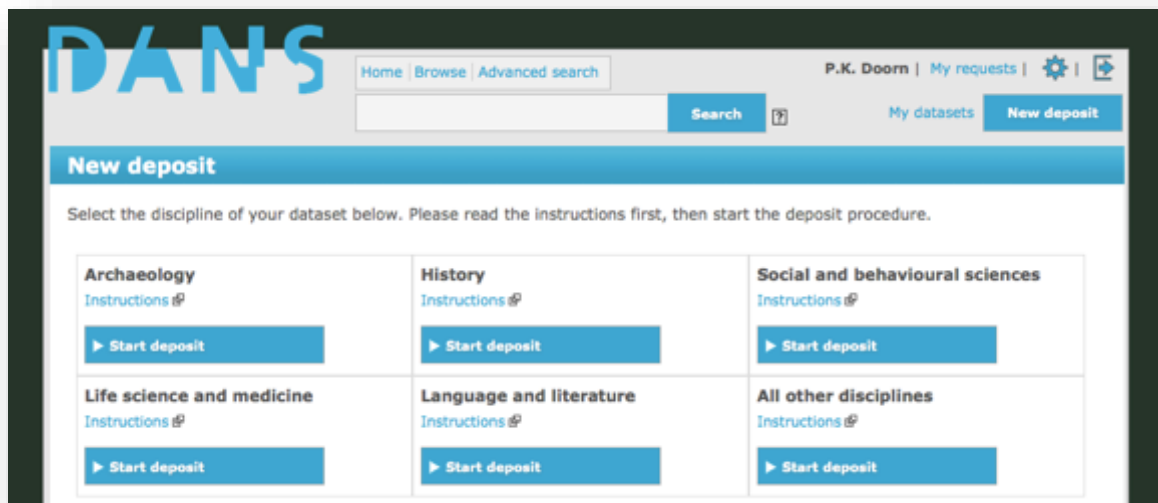 DANS
Home | Browse | Advanced search
P.K. Doorn | My requests |
Search
?
My datasets
New deposit
New deposit
Select the discipline of your dataset below. Please read the instructions first, then start the deposit procedure.
Archaeology
Instructions
Start deposit
History
Instructions
Start deposit
Social and behavioural sciences
Instructions
Start deposit
Life science and medicine
Instructions
Start deposit
Language and literature
Instructions
Start deposit
All other disciplines
Instructions
Start deposit